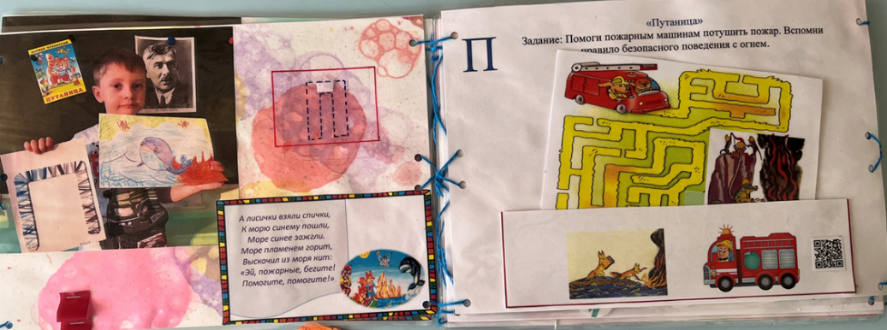 ПУТАНИЦА
А лисички взяли спички,
К морю синему пошли,
Море синее зажгли.
Море пламенем горит,
Выскочил из моря кит:
«Эй, пожарные, бегите!
Помогите, помогите!»
П
«Путаница»
Задание: Помоги пожарным машинам потушить пожар. Вспомни
правило безопасного поведения с огнем.